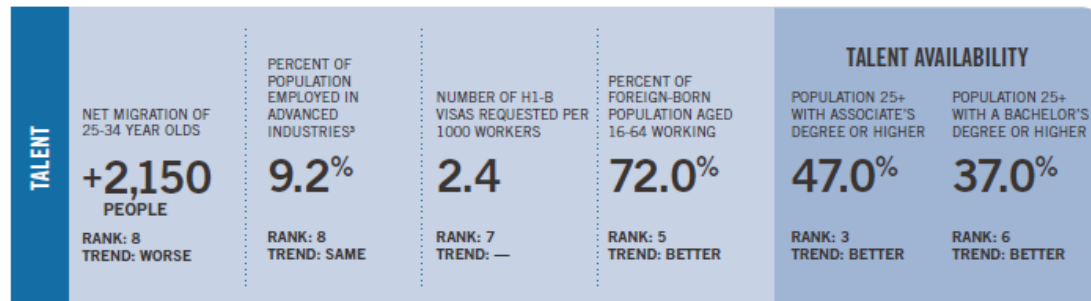 TALENT
NET MIGRATION OF
25-34 YEAR OLDS
+2,150
PEOPLE
RANK: 8
TREND: WORSE
PERCENT OF
POPULATION
EMPLOYED IN
ADVANCED
INDUSTRIES³
9.2%
RANK: 8
TREND: SAME
NUMBER OF H1-B
VISAS REQUESTED PER
1000 WORKERS
2.4
RANK: 7
TREND: —
PERCENT OF
FOREIGN-BORN
POPULATION AGED
16-64 WORKING
72.0%
RANK: 5
TREND: BETTER
TALENT AVAILABILITY
POPULATION 25+
WITH ASSOCIATE'S
DEGREE OR HIGHER
47.0%
RANK: 3
TREND: BETTER
POPULATION 25+
WITH A BACHELOR'S
DEGREE OR HIGHER
37.0%
RANK: 6
TREND: BETTER